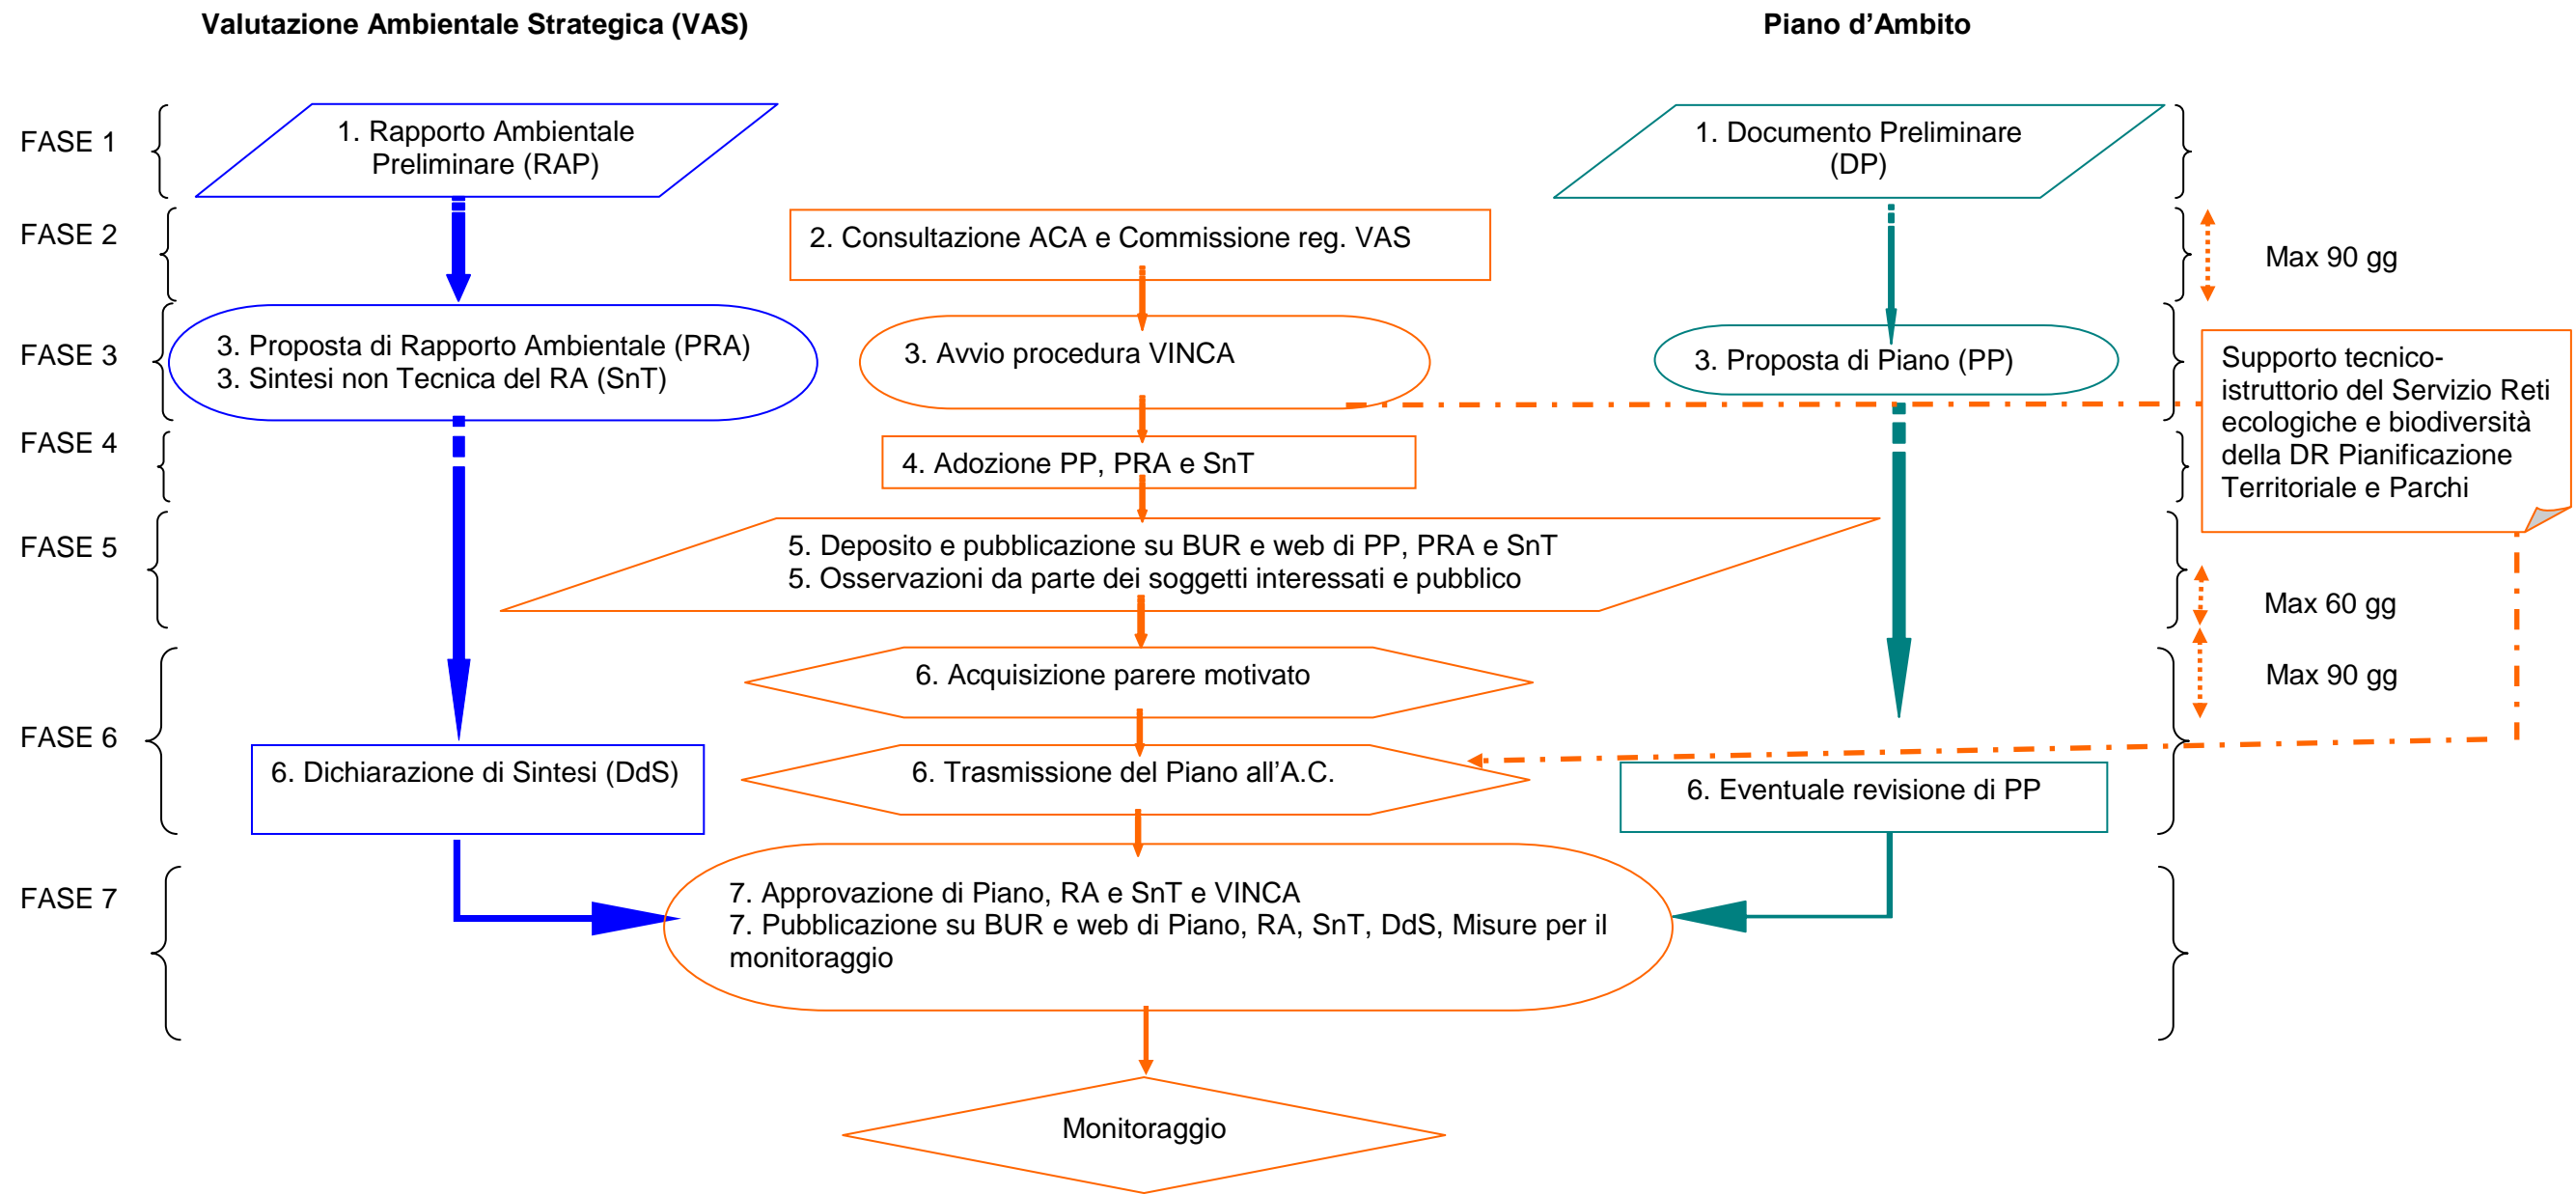 Valutazione Ambientale Strategica (VAS)
Piano d’Ambito
FASE 1
1. Rapporto Ambientale
Preliminare (RAP)
1. Documento Preliminare
(DP)
FASE 2
2. Consultazione ACA e Commissione reg. VAS
Max 90 gg
FASE 3
3. Proposta di Rapporto Ambientale (PRA)
3. Sintesi non Tecnica del RA (SnT)
3. Avvio procedura VINCA
3. Proposta di Piano (PP)
Supporto tecnico-
istruttorio del Servizio Reti
ecologiche e biodiversità
della DR Pianificazione
Territoriale e Parchi
FASE 4
4. Adozione PP, PRA e SnT
FASE 5
5. Deposito e pubblicazione su BUR e web di PP, PRA e SnT
5. Osservazioni da parte dei soggetti interessati e pubblico
Max 60 gg
6. Acquisizione parere motivato
Max 90 gg
FASE 6
6. Dichiarazione di Sintesi (DdS)
6. Trasmissione del Piano all’A.C.
6. Eventuale revisione di PP
FASE 7
7. Approvazione di Piano, RA e SnT e VINCA
7. Pubblicazione su BUR e web di Piano, RA, SnT, DdS, Misure per il
monitoraggio
Monitoraggio